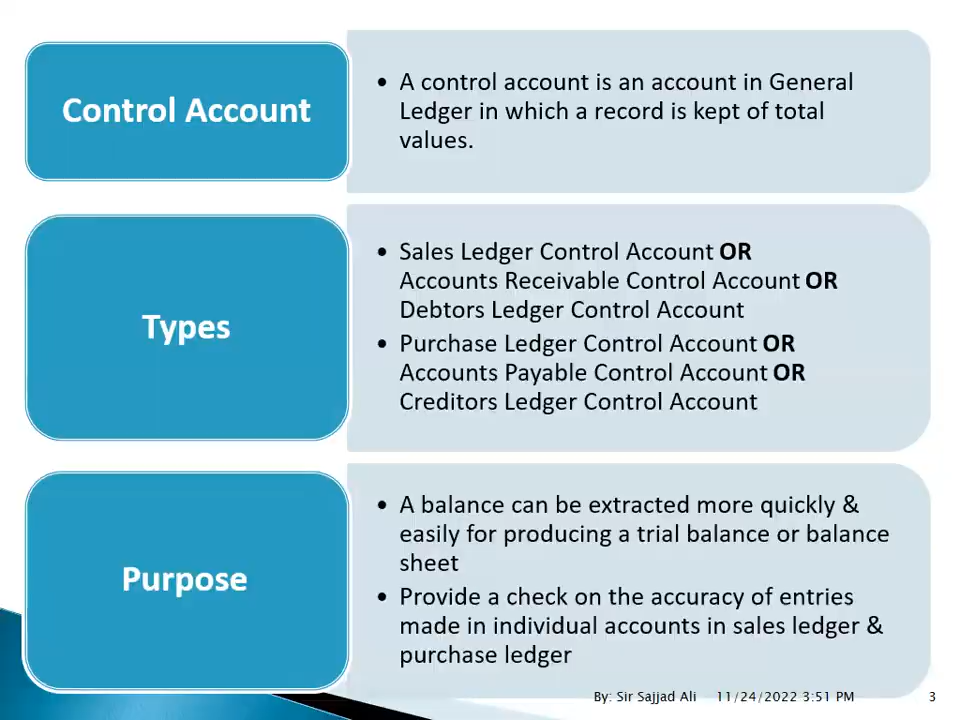 Control Account
• A control account is an account in General
Ledger in which a record is kept of total
values.
Types
• Sales Ledger Control Account OR
Accounts Receivable Control Account OR
Debtors Ledger Control Account
• Purchase Ledger Control Account OR
Accounts Payable Control Account OR
Creditors Ledger Control Account
Purpose
• A balance can be extracted more quickly &
easily for producing a trial balance or balance
sheet
• Provide a check on the accuracy of entries
made in individual accounts in sales ledger &
purchase ledger
By: Sir Sajjad Ali 11/24/2022 3:51 PM 3